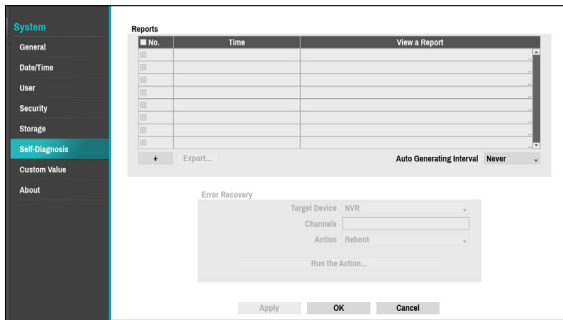 System
General
Date/Time
User
Security
Storage
Self-Diagnosis
Custom Value
About
Reports
No. Time View a Report
+ Export... Auto Generating Interval Never
Error Recovery
Target Device NVR
Channels
Action Reboot
Run the Action...
Apply OK Cancel